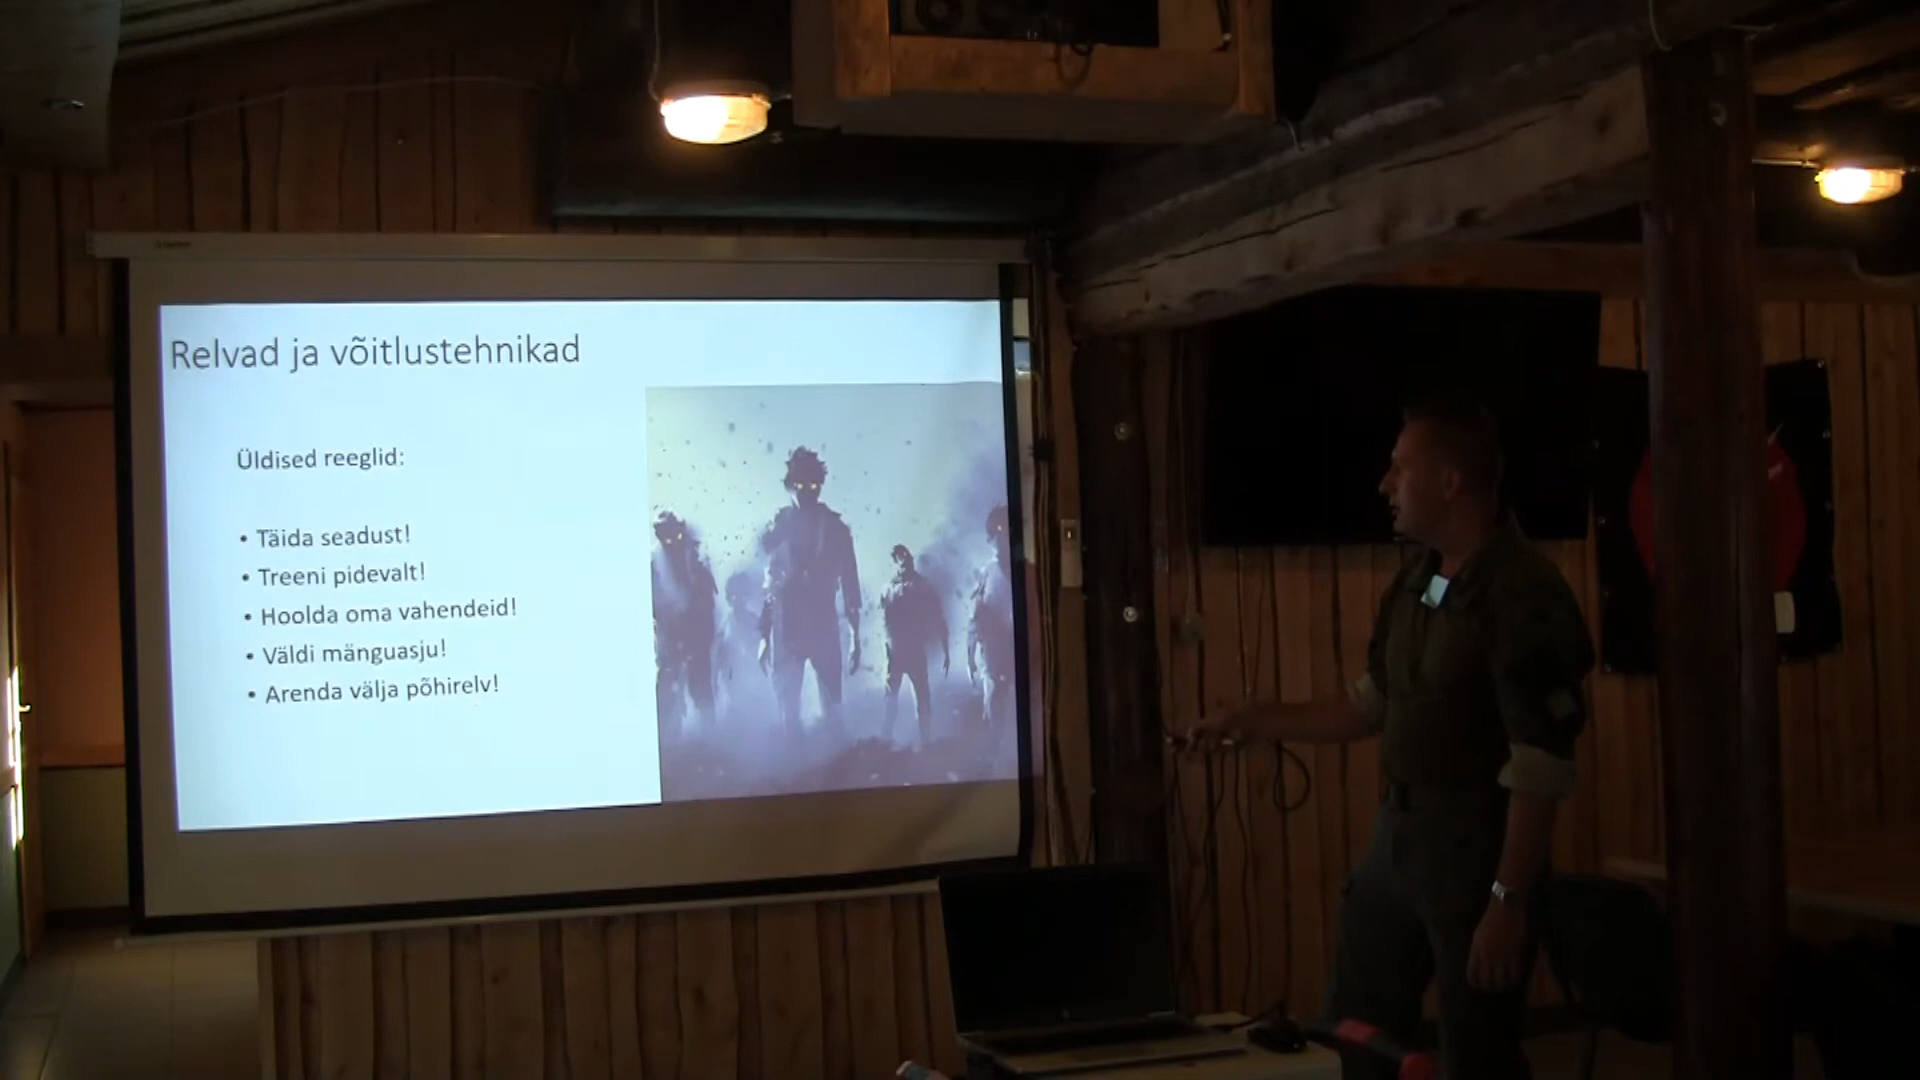 Relvad ja võitlustehnikad
Üldised reeglid:
• Täida seadust!
• Treeni pidevalt!
• Hoolda oma vahendeid!
• Väldi mänguasju!
• Arenda välja põhirelv!